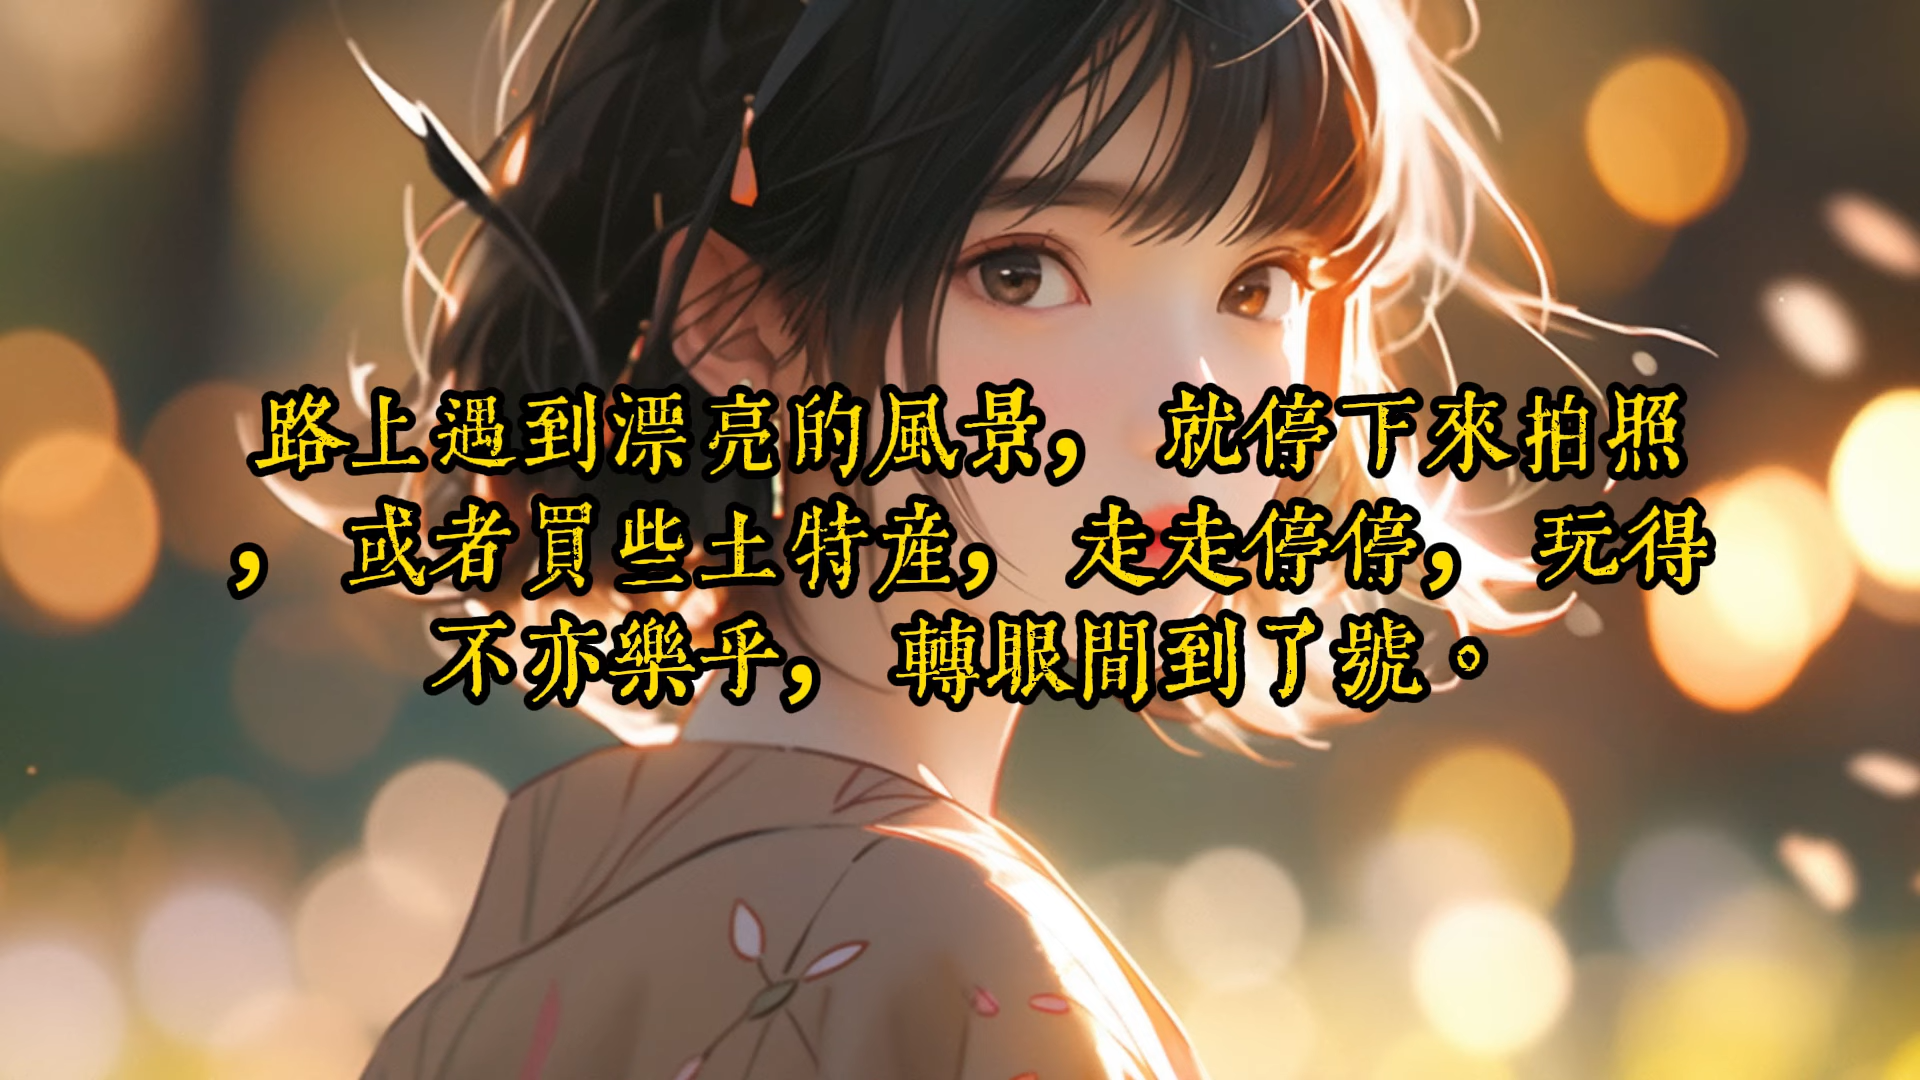 路上遇到漂亮的風景，就停下來拍照
，或者買些土特産，走走停停，玩得
不亦樂乎，轉眼間到了號。